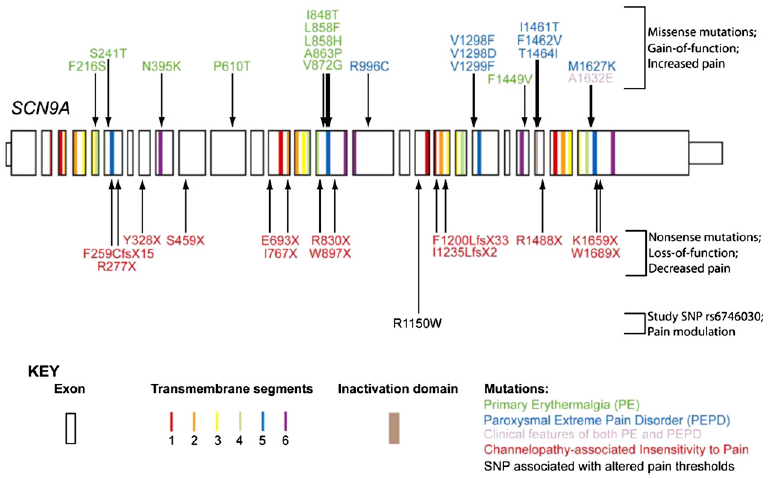 I848T
L858F
L858H
A863P
V872G
S241T
F216S
N395K
P610T
R996C
V1298F
V1298D
V1299F
I1461T
F1462V
T1464I
F1449V
M1627K
A1632E
Missense mutations;
Gain-of-function;
Increased pain
SCN9A
Y328X
S459X
F259CfsX15
R277X
E693X
I767X
R830X
W897X
F1200LfsX33
I1235LfsX2
R1488X
K1659X
W1689X
Nonsense mutations;
Loss-of-function;
Decreased pain
R1150W
Study SNP rs6746030;
Pain modulation
KEY
Exon
Transmembrane segments
1 2 3 4 5 6
Inactivation domain
Mutations:
Primary Erythermalgia (PE)
Paroxysmal Extreme Pain Disorder (PEPD)
Clinical features of both PE and PEPD
Channelopathy-associated Insensitivity to Pain
SNP associated with altered pain thresholds